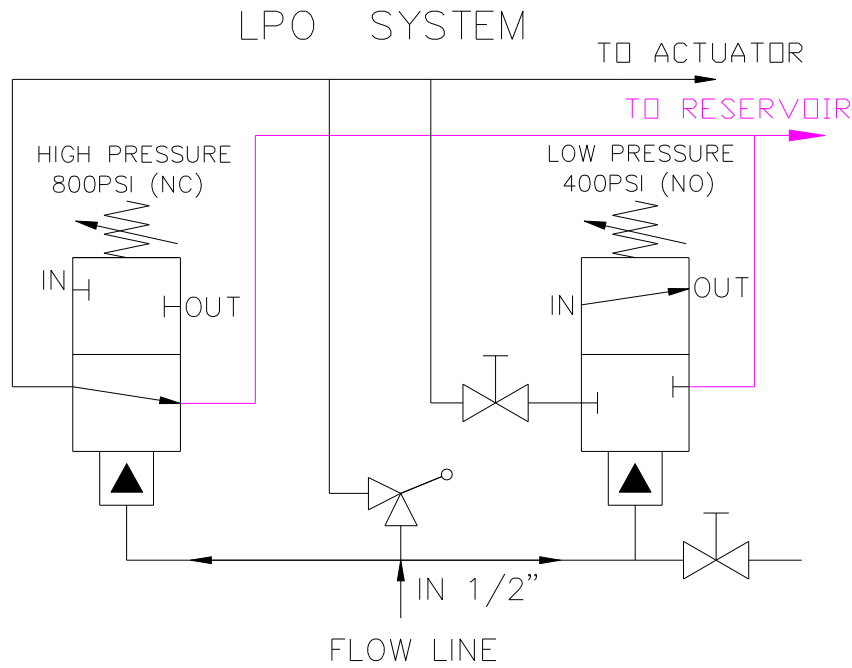 LPO SYSTEM
TO ACTUATOR
TO RESERVOIR
HIGH PRESSURE
800PSI (NC)
LOW PRESSURE
400PSI (NO)
IN
OUT
IN
OUT
IN 1/2”
FLOW LINE